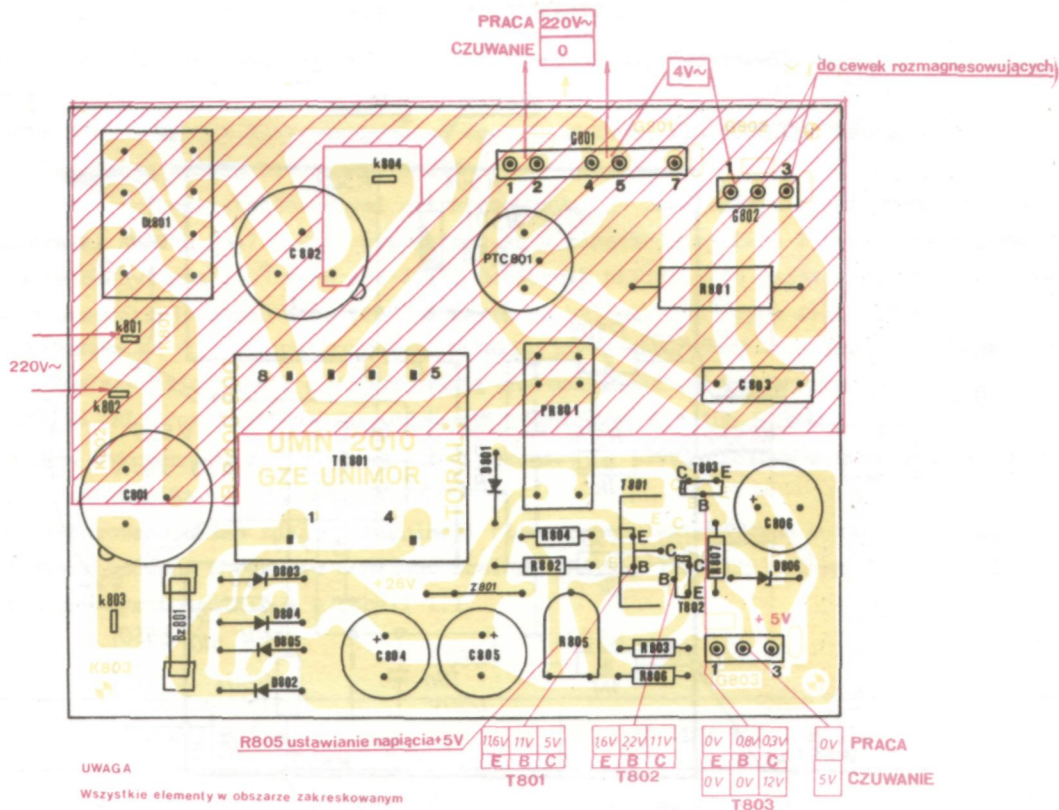 PRACA 220V~
CZUWANIE 0
4V~
do cewek rozmagnesowujących
G801
1 2 4 5 7
1 3
G802
k804
Dł801
C802
PTC801
R801
k801
220V~
k802
8 5
PR801
C803
UMN 2010
GZE UNIMOR
TR801
TORAL
D801
1 4
C801
T801
C T803 E
B
C806
R804
E
C
R807
R802
B
B
C
E
T802
D806
D803
+26V
Z801
k803
Bz801
D804
D805
D802
C804
C805
R805
R803
R806
+5V
1 3
K803
G803
R805 ustawianie napięcia+5V
11,6V 11V 5V
E B C
T801
1,6V 2,2V 11V
E B C
T802
0V 0,8V 0,3V
E B C
0V 0V 12V
T803
0V PRACA
5V CZUWANIE
UWAGA
Wszystkie elementy w obszarze zakreskowanym